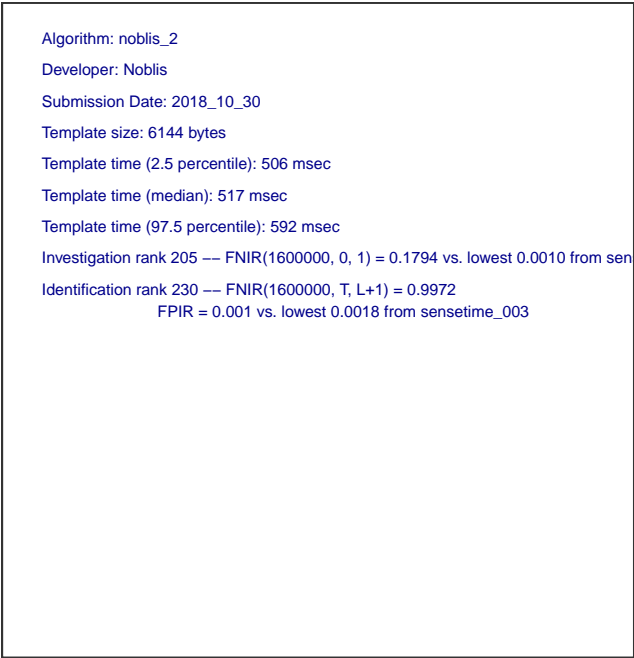 Algorithm: noblis_2
Developer: Noblis
Submission Date: 2018_10_30
Template size: 6144 bytes
Template time (2.5 percentile): 506 msec
Template time (median): 517 msec
Template time (97.5 percentile): 592 msec
Investigation rank 205 −− FNIR(1600000, 0, 1) = 0.1794 vs. lowest 0.0010 from sen
Identification rank 230 −− FNIR(1600000, T, L+1) = 0.9972
FPIR = 0.001 vs. lowest 0.0018 from sensetime_003